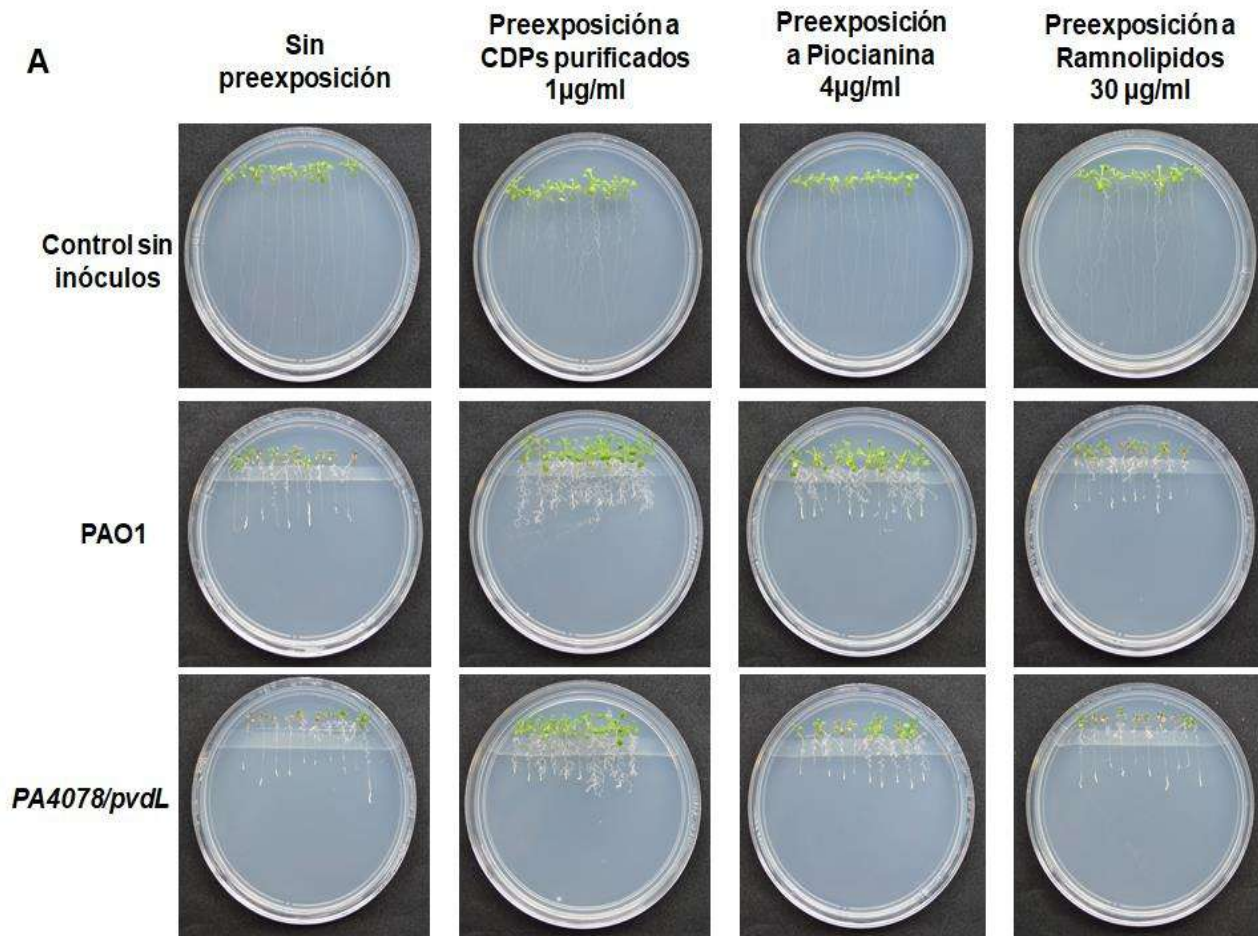 A
Sin
preexposición
Preexposición a
CDPs purificados
1µg/ml
Preexposición
a Piocianina
4µg/ml
Preexposición a
Ramnolipidos
30 µg/ml
Control sin
inóculos
PAO1
PA4078/pvdL